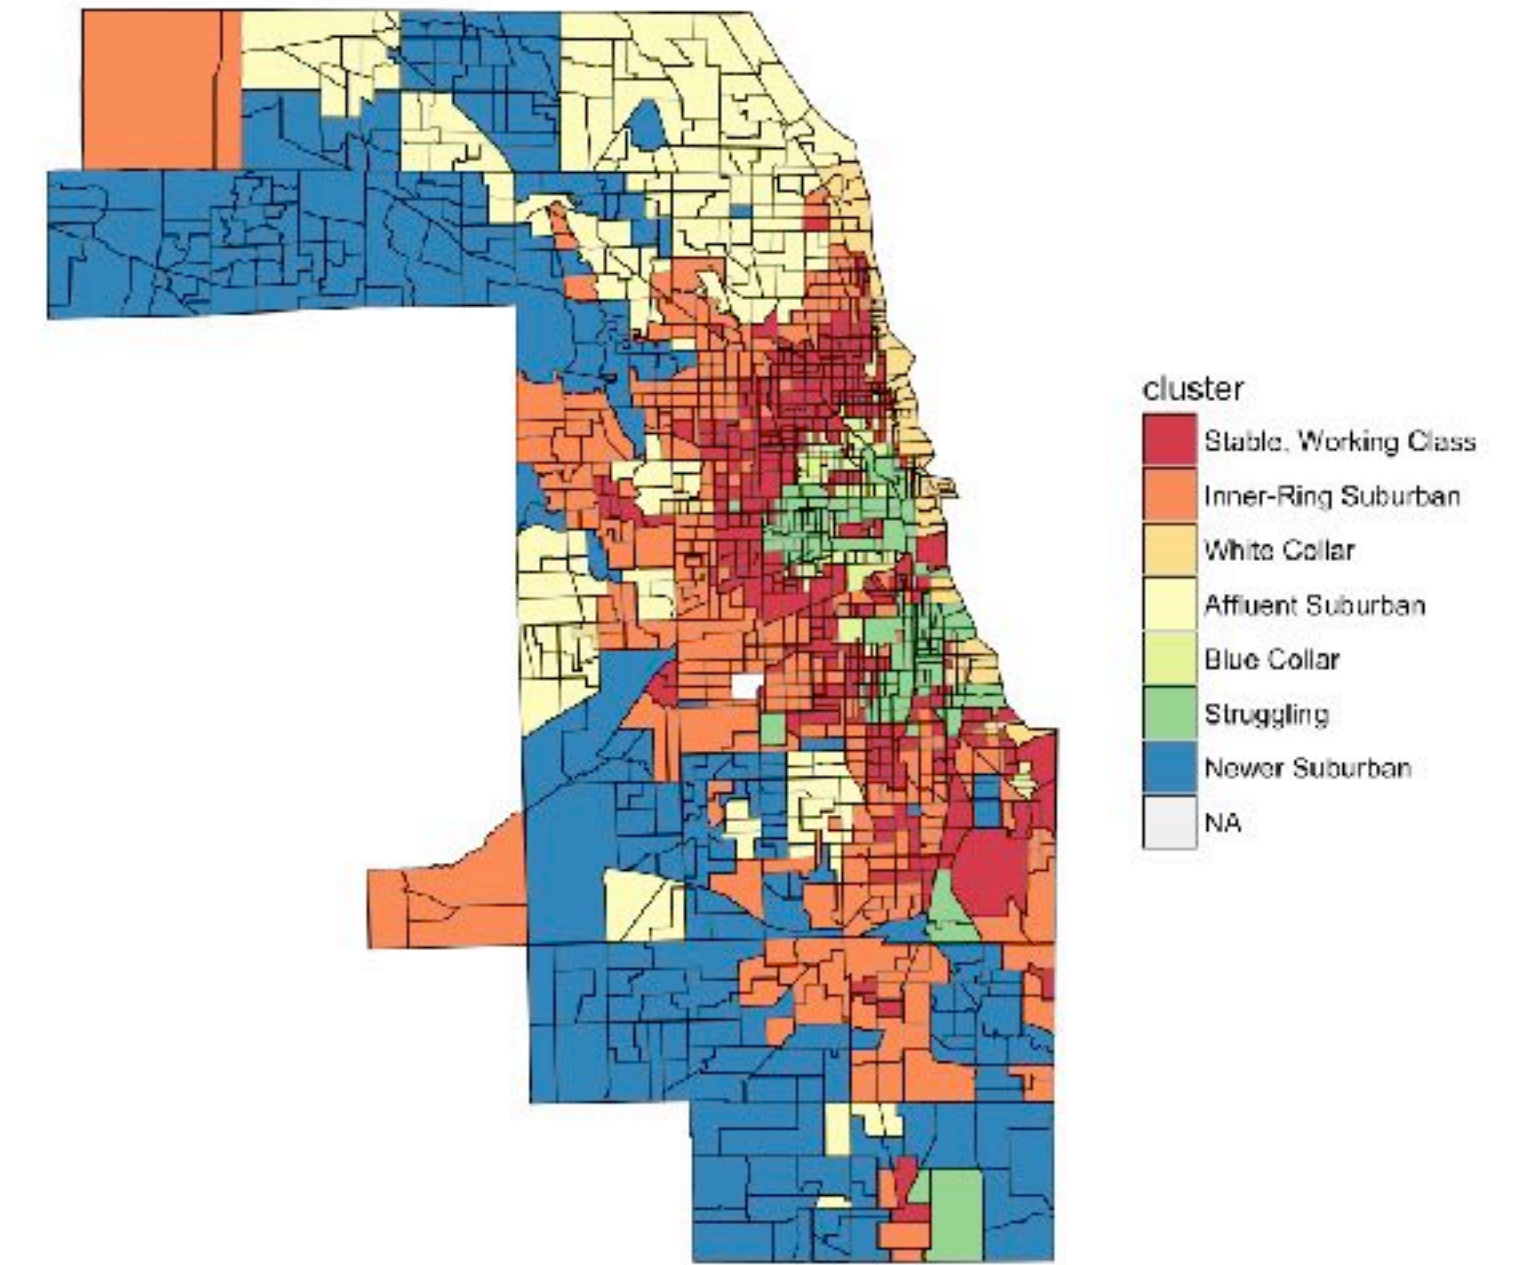 cluster
Stable, Working Class
Inner-Ring Suburban
White Collar
Affluent Suburban
Blue Collar
Struggling
Newer Suburban
NA